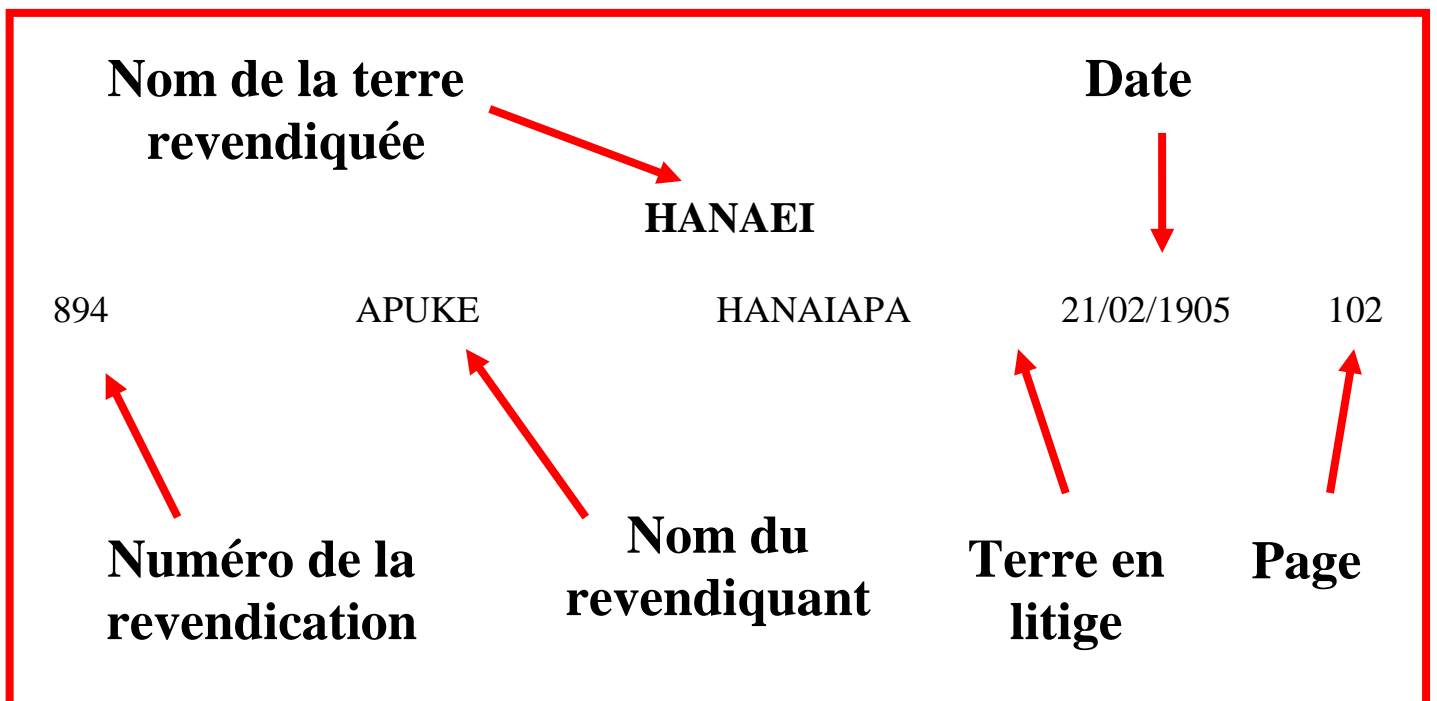 Nom de la terre
revendiquée
Date
HANAEI
894 APUKE HANAIAPA 21/02/1905 102
Numéro de la
revendication
Nom du
revendiquant
Terre en
litige
Page